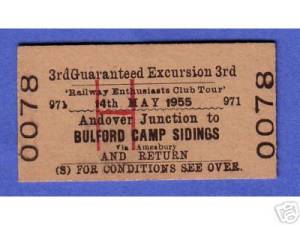 3rd Guaranteed Excursion 3rd
'Railway Enthusiasts Club Tour'
971 14th MAY 1955 971
Andover Junction to
BULFORD CAMP SIDINGS
Via Amesbury
AND RETURN
(S) FOR CONDITIONS SEE OVER.
0078
0078
H
ebY